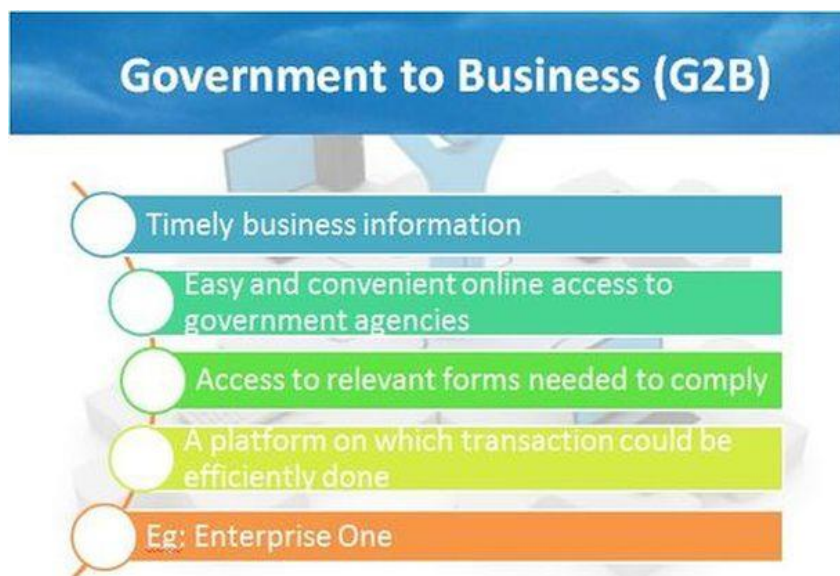 Government to Business (G2B)
Timely business information
Easy and convenient online access to
government agencies
Access to relevant forms needed to comply
A platform on which transaction could be
efficiently done
Eg: Enterprise One